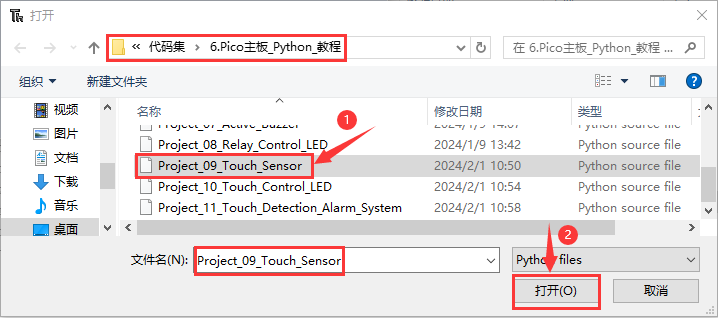 打开
« 代码集 › 6.Pico主板_Python_教程
在 6.Pico主板_Python_教程 ...
组织 新建文件夹
名称 修改日期 类型
视频
Project_07_Active_Buzzer 2024/1/9 14:07 Python source file
图片
Project_08_Relay_Control_LED 2024/1/9 13:42 Python source file
1
文档
Project_09_Touch_Sensor 2024/2/1 10:50 Python source file
下载
Project_10_Touch_Control_LED 2024/2/1 10:54 Python source file
音乐
Project_11_Touch_Detection_Alarm_System 2024/2/1 10:58 Python source file
桌面
2
文件名(N): Project_09_Touch_Sensor Python files
打开(O) 取消